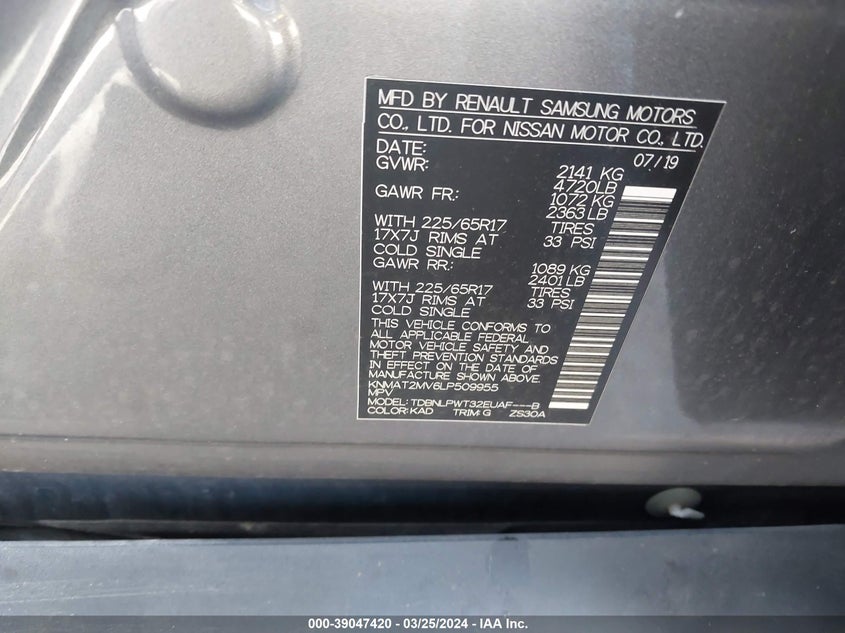 MFD BY RENAULT SAMSUNG MOTORS
CO., LTD. FOR NISSAN MOTOR CO., LTD.
DATE: 07/19
GVWR: 2141 KG
4720LB
GAWR FR.: 1072 KG
2363 LB
WITH 225/65R17 TIRES
17X7J RIMS AT 33 PSI
COLD SINGLE
GAWR RR.: 1089 KG
2401 LB
WITH 225/65R17 TIRES
17X7J RIMS AT 33 PSI
COLD SINGLE
THIS VEHICLE CONFORMS TO
ALL APPLICABLE FEDERAL
MOTOR VEHICLE SAFETY AND
THEFT PREVENTION STANDARDS
IN EFFECT ON THE DATE OF
MANUFACTURE SHOWN ABOVE.
KNMAT2MV6LP509955
MPV
MODEL: TDBNLPWT32EUAF---B
COLOR: KAD TRIM: G ZS30A
000-39047420 - 03/25/2024 - IAA Inc.